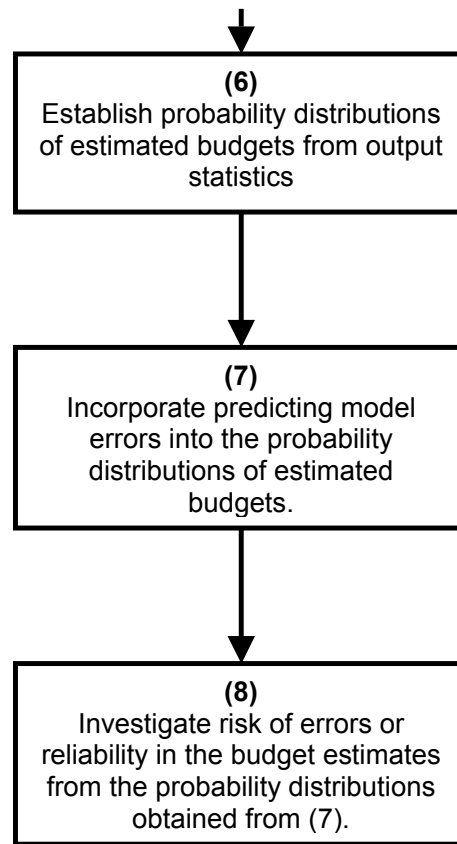 (6)
Establish probability distributions
of estimated budgets from output
statistics
(7)
Incorporate predicting model
errors into the probability
distributions of estimated
budgets.
(8)
Investigate risk of errors or
reliability in the budget estimates
from the probability distributions
obtained from (7).